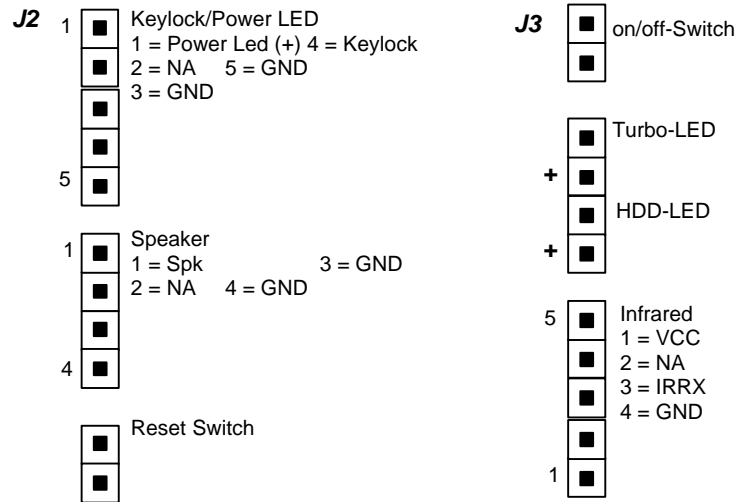 J2
1
Keylock/Power LED
1 = Power Led (+) 4 = Keylock
2 = NA 5 = GND
3 = GND
5
1
Speaker
1 = Spk 3 = GND
2 = NA 4 = GND
4
Reset Switch
J3
on/off-Switch
Turbo-LED
+
HDD-LED
+
5
Infrared
1 = VCC
2 = NA
3 = IRRX
4 = GND
1